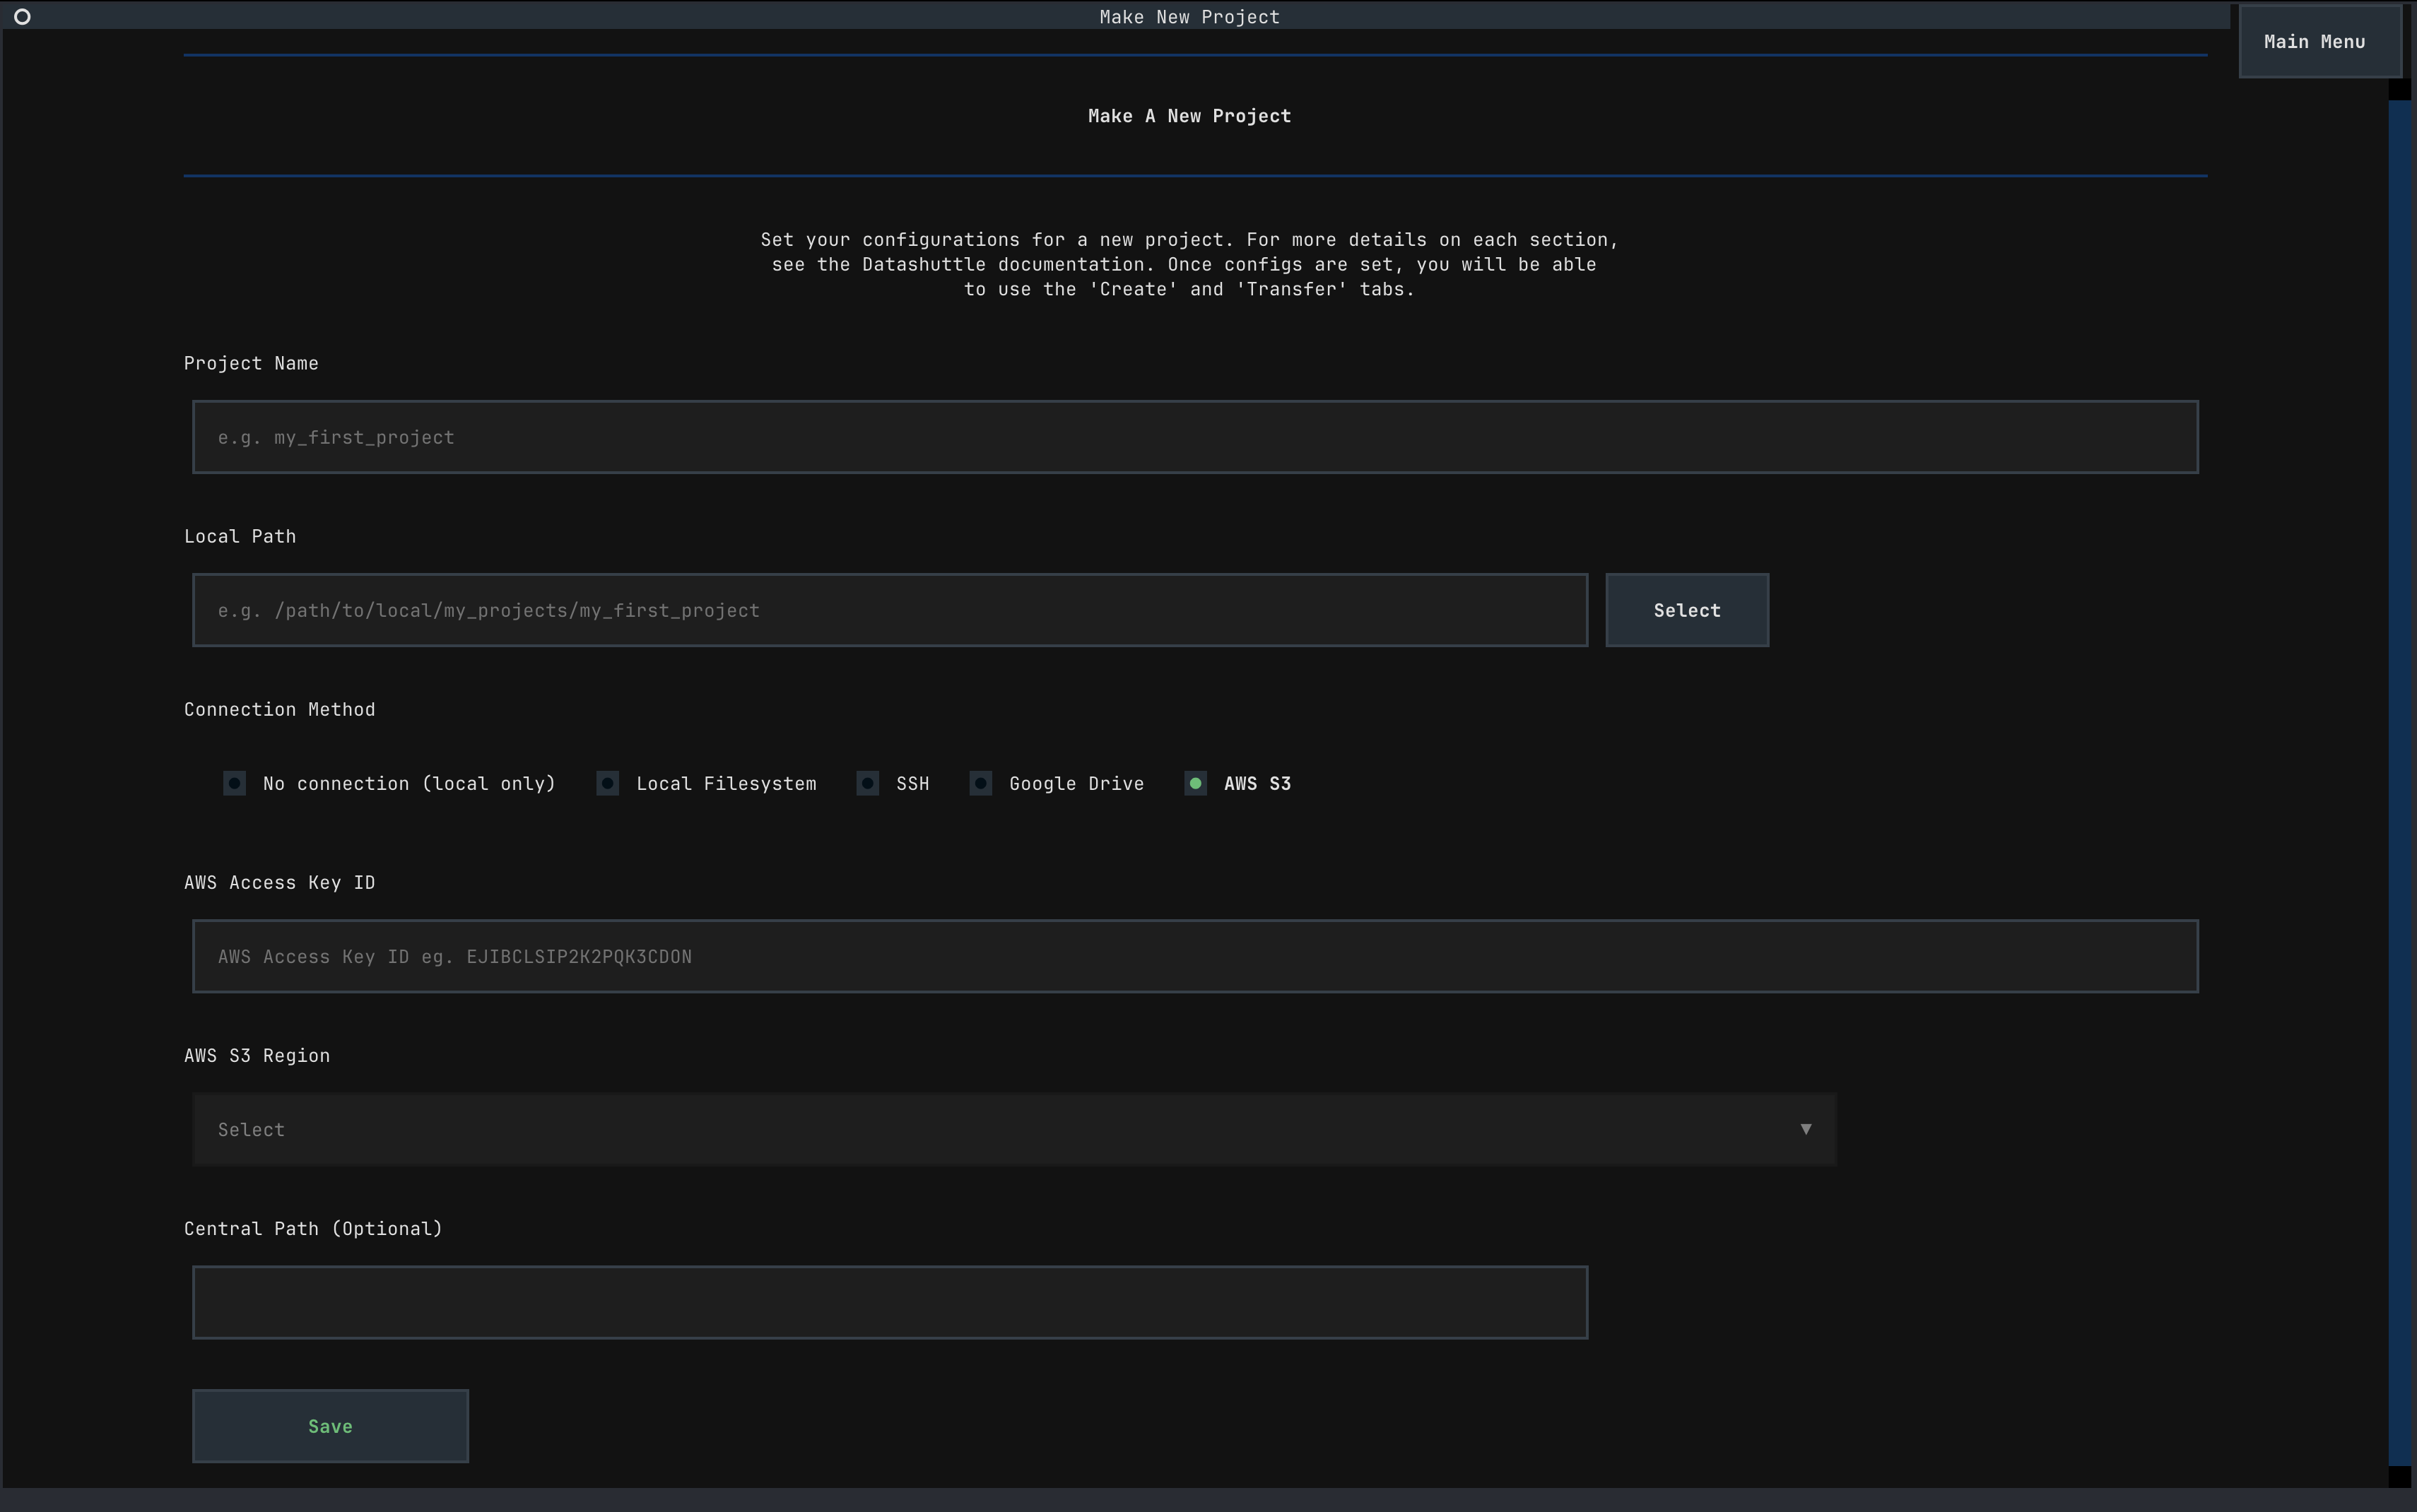 Make New Project
Main Menu
Make A New Project
Set your configurations for a new project. For more details on each section,
see the Datashuttle documentation. Once configs are set, you will be able
to use the 'Create' and 'Transfer' tabs.
Project Name
e.g. my_first_project
Local Path
e.g. /path/to/local/my_projects/my_first_project
Select
Connection Method
No connection (local only) Local Filesystem SSH Google Drive AWS S3
AWS Access Key ID
AWS Access Key ID eg. EJIBCLSIP2K2PQK3CDON
AWS S3 Region
Select
Central Path (Optional)
Save